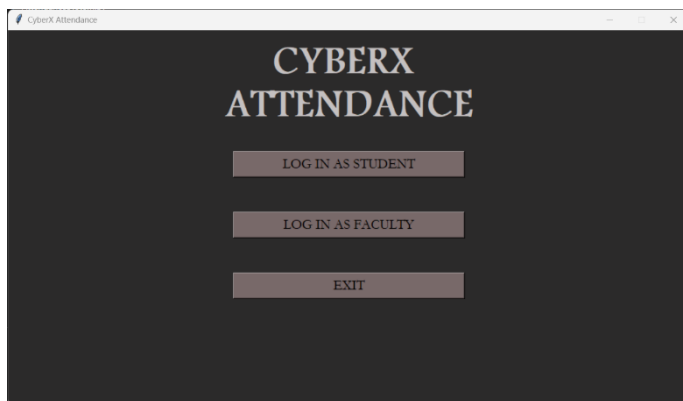 CyberX Attendance
CYBERX
ATTENDANCE
LOG IN AS STUDENT
LOG IN AS FACULTY
EXIT